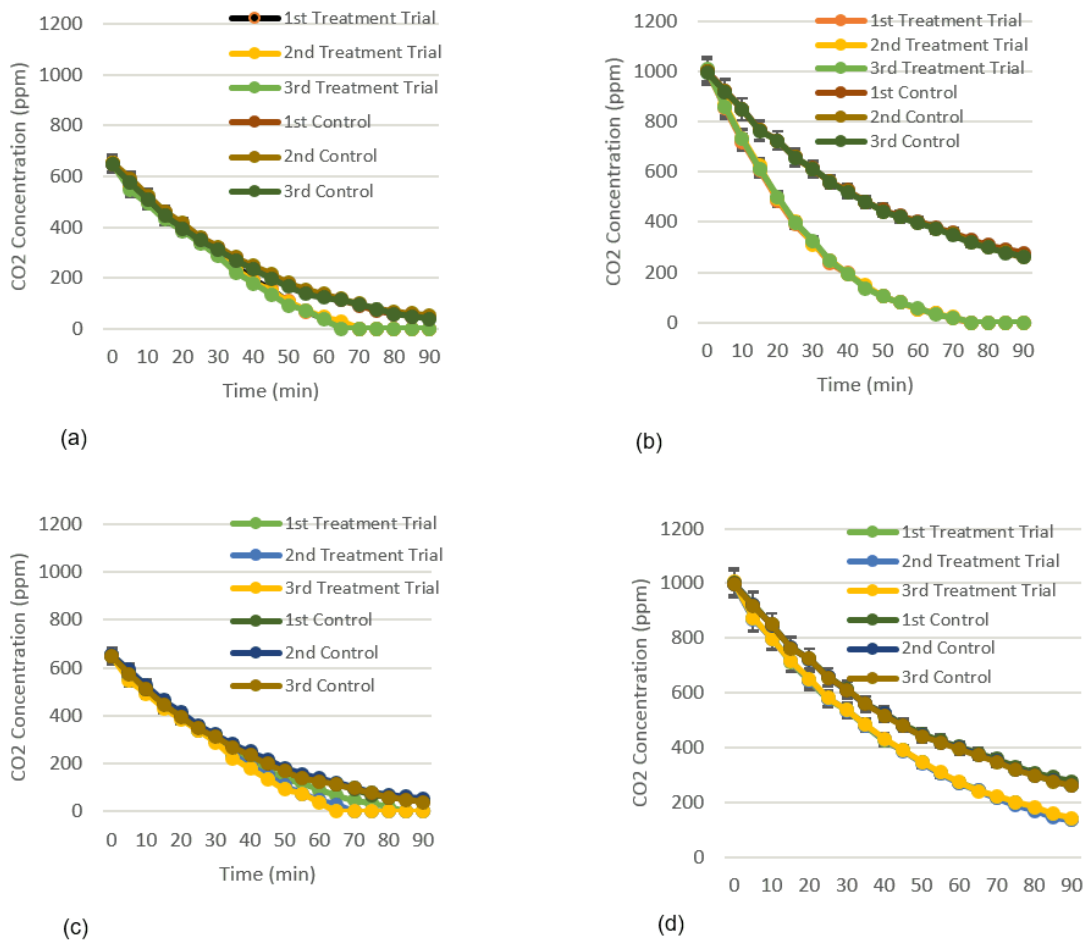 1200
1000
800
600
400
200
0
CO2 Concentration (ppm)
1st Treatment Trial
2nd Treatment Trial
3rd Treatment Trial
1st Control
2nd Control
3rd Control
0 10 20 30 40 50 60 70 80 90
Time (min)
(a)
1200
1000
800
600
400
200
0
CO2 Concentration (ppm)
1st Treatment Trial
2nd Treatment Trial
3rd Treatment Trial
1st Control
2nd Control
3rd Control
0 10 20 30 40 50 60 70 80 90
Time (min)
(b)
1200
1000
800
600
400
200
0
CO2 Concentration (ppm)
1st Treatment Trial
2nd Treatment Trial
3rd Treatment Trial
1st Control
2nd Control
3rd Control
0 10 20 30 40 50 60 70 80 90
Time (min)
(c)
1200
1000
800
600
400
200
0
CO2 Concentration (ppm)
1st Treatment Trial
2nd Treatment Trial
3rd Treatment Trial
1st Control
2nd Control
3rd Control
0 10 20 30 40 50 60 70 80 90
Time (min)
(d)